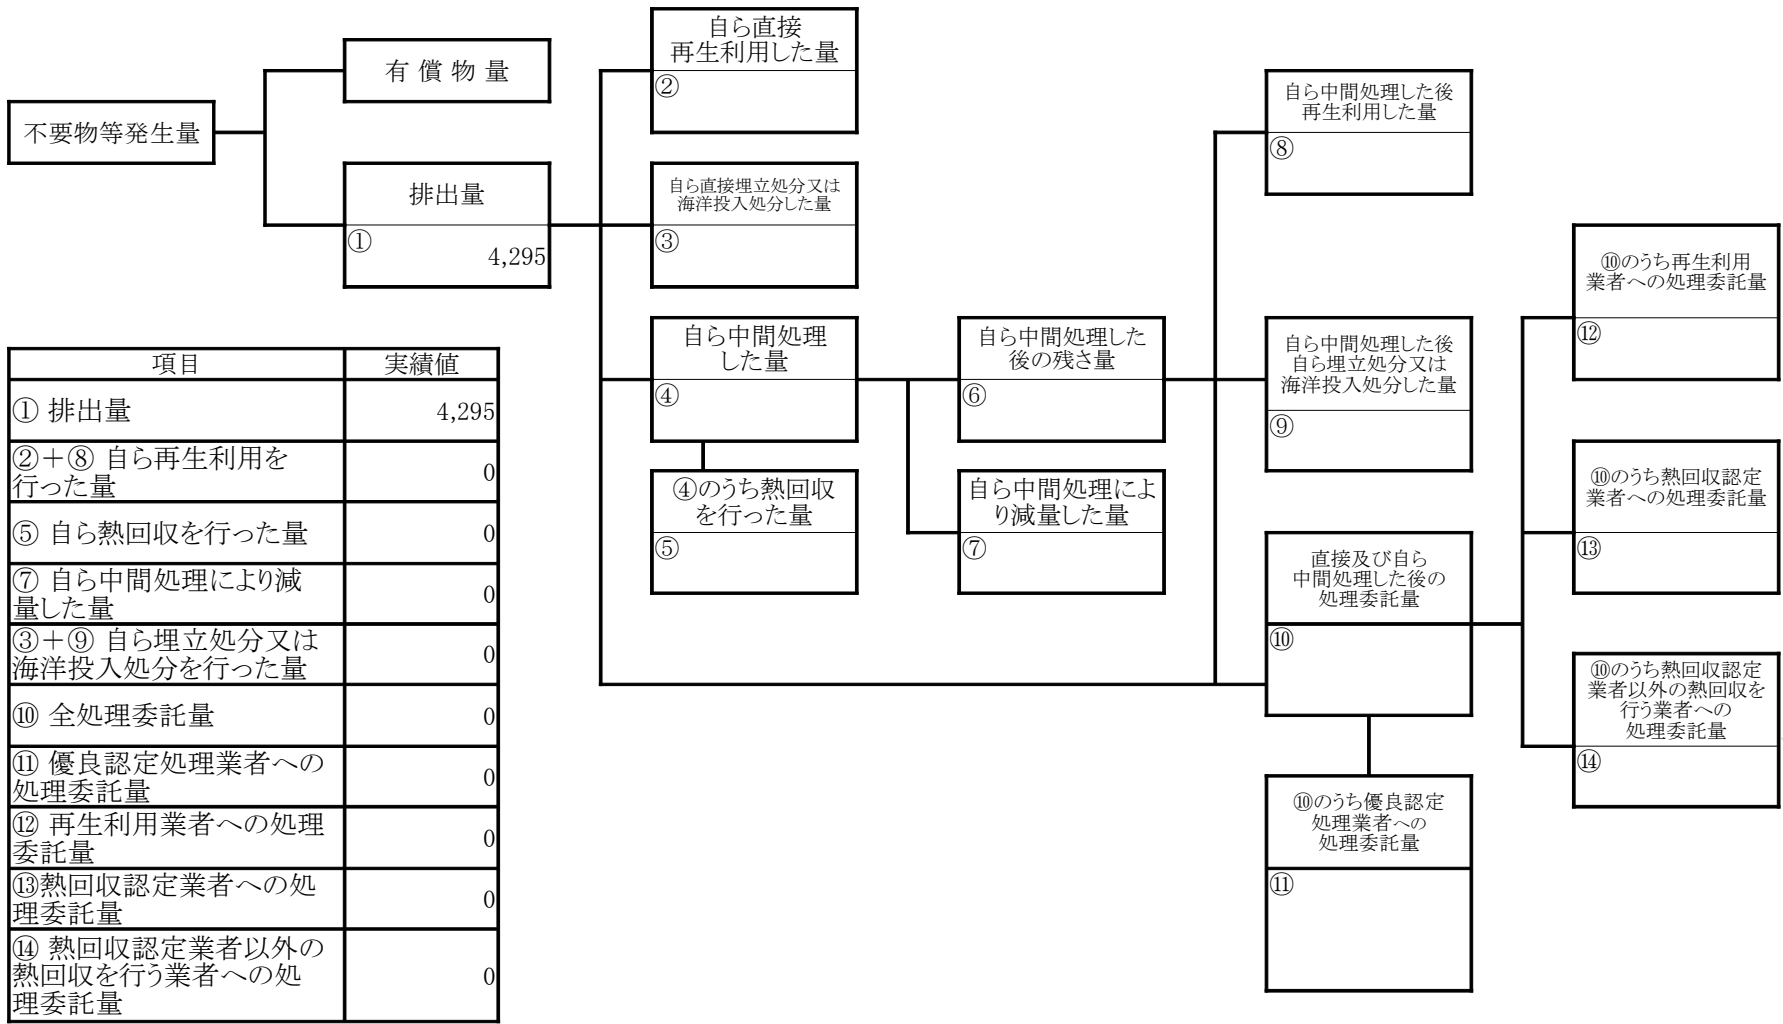 不要物等発生量
有 償 物 量
排出量
①
4,295
自ら直接
再生利用した量
②
自ら直接埋立処分又は
海洋投入処分した量
③
自ら中間処理
した量
④
④のうち熱回収
を行った量
⑤
自ら中間処理した
後の残さ量
⑥
自ら中間処理によ
り減量した量
⑦
自ら中間処理した後
再生利用した量
⑧
自ら中間処理した後
自ら埋立処分又は
海洋投入処分した量
⑨
直接及び自ら
中間処理した後の
処理委託量
⑩
⑩のうち優良認定
処理業者への
処理委託量
⑪
⑩のうち再生利用
業者への処理委託量
⑫
⑩のうち熱回収認定
業者への処理委託量
⑬
⑩のうち熱回収認定
業者以外の熱回収を
行う業者への
処理委託量
⑭
項目 実績値
① 排出量 4,295
②＋⑧ 自ら再生利用を
行った量 0
⑤ 自ら熱回収を行った量 0
⑦ 自ら中間処理により減
量した量 0
③＋⑨ 自ら埋立処分又は
海洋投入処分を行った量 0
⑩ 全処理委託量 0
⑪ 優良認定処理業者への
処理委託量 0
⑫ 再生利用業者への処理
委託量 0
⑬熱回収認定業者への処
理委託量 0
⑭ 熱回収認定業者以外の
熱回収を行う業者への処
理委託量 0